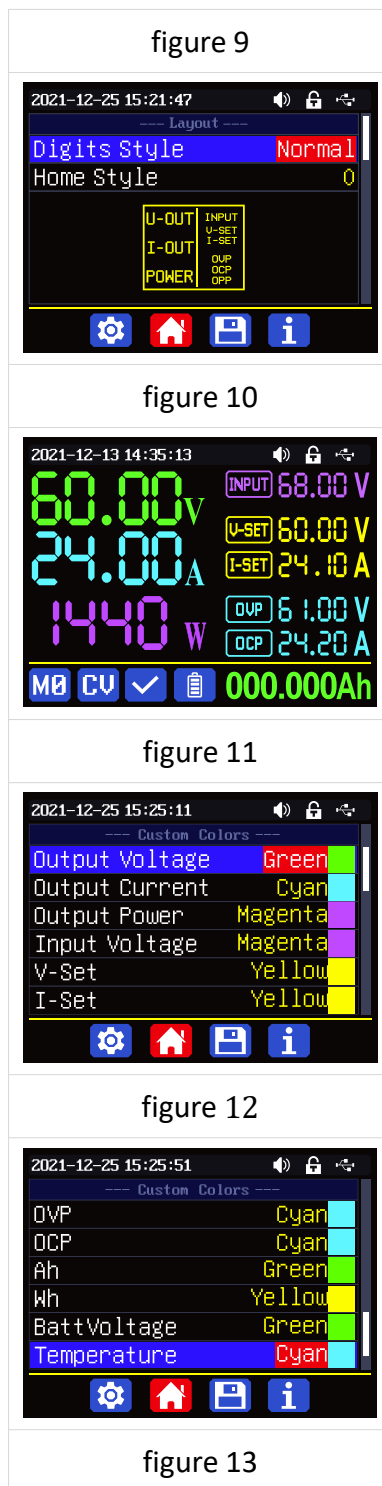 figure 9
2021-12-25 15:21:47
--- Layout ---
Digits Style Normal
Home Style 0
U-OUT INPUT
U-SET
I-OUT I-SET
OVP
POWER OCP
OPP
i
figure 10
2021-12-13 14:35:13
60.00V INPUT 68.00 V
V-SET 60.00 V
24.00A I-SET 24.10 A
1440 W OVP 61.00 V
OCP 24.20 A
M0 CV 000.000Ah
figure 11
2021-12-25 15:25:11
--- Custom Colors ---
Output Voltage Green
Output Current Cyan
Output Power Magenta
Input Voltage Magenta
V-Set Yellow
I-Set Yellow
i
figure 12
2021-12-25 15:25:51
--- Custom Colors ---
OVP Cyan
OCP Cyan
Ah Green
Wh Yellow
BattVoltage Green
Temperature Cyan
i
figure 13